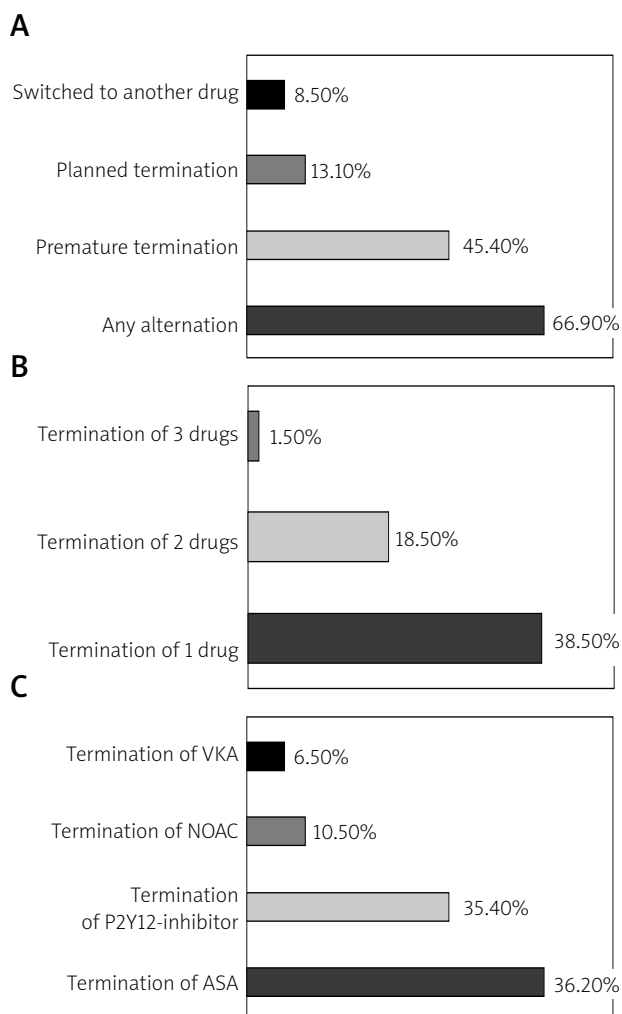 A
Switched to another drug 8.50%
Planned termination 13.10%
Premature termination 45.40%
Any alternation 66.90%
B
Termination of 3 drugs 1.50%
Termination of 2 drugs 18.50%
Termination of 1 drug 38.50%
C
Termination of VKA 6.50%
Termination of NOAC 10.50%
Termination
of P2Y12-inhibitor 35.40%
Termination of ASA 36.20%